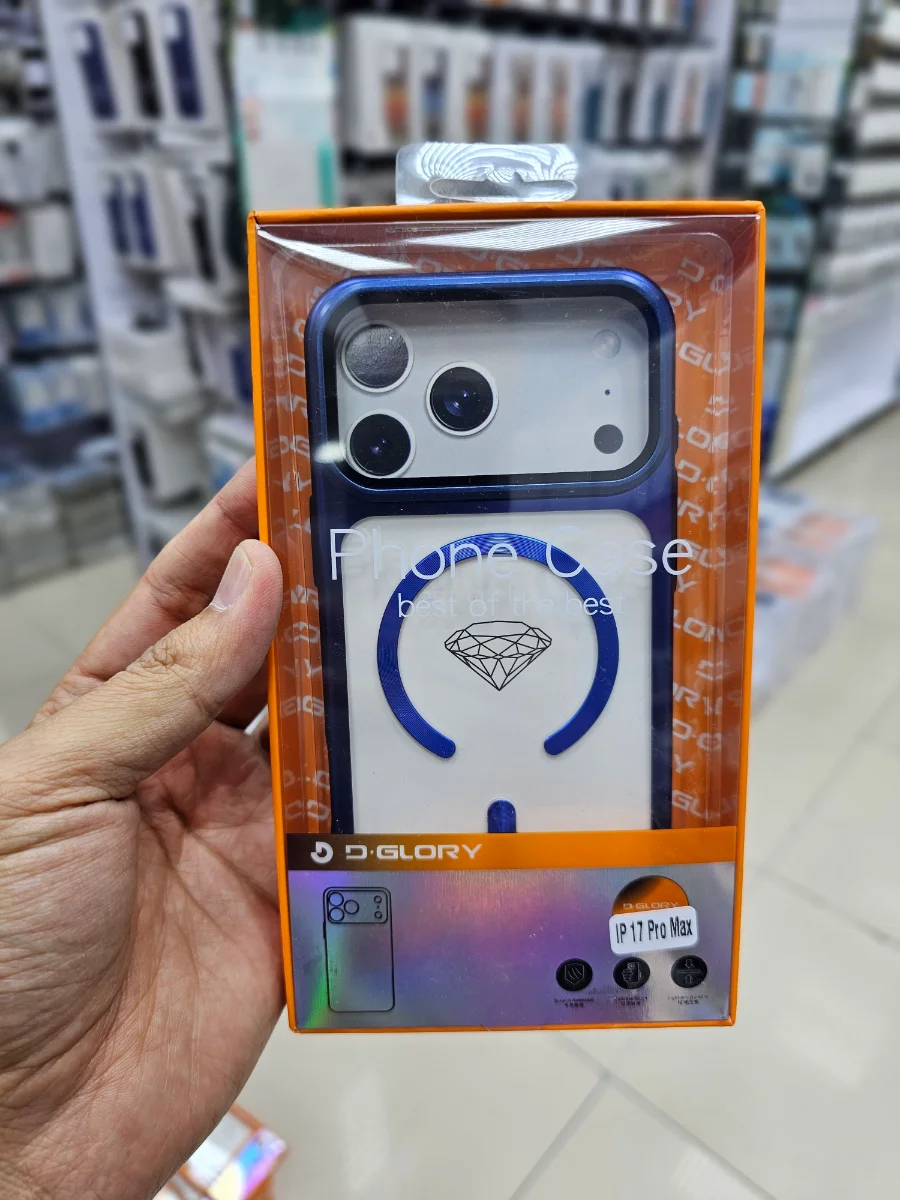 Phone Case
best of the best
D·GLORY
D·GLORY
IP 17 Pro Max